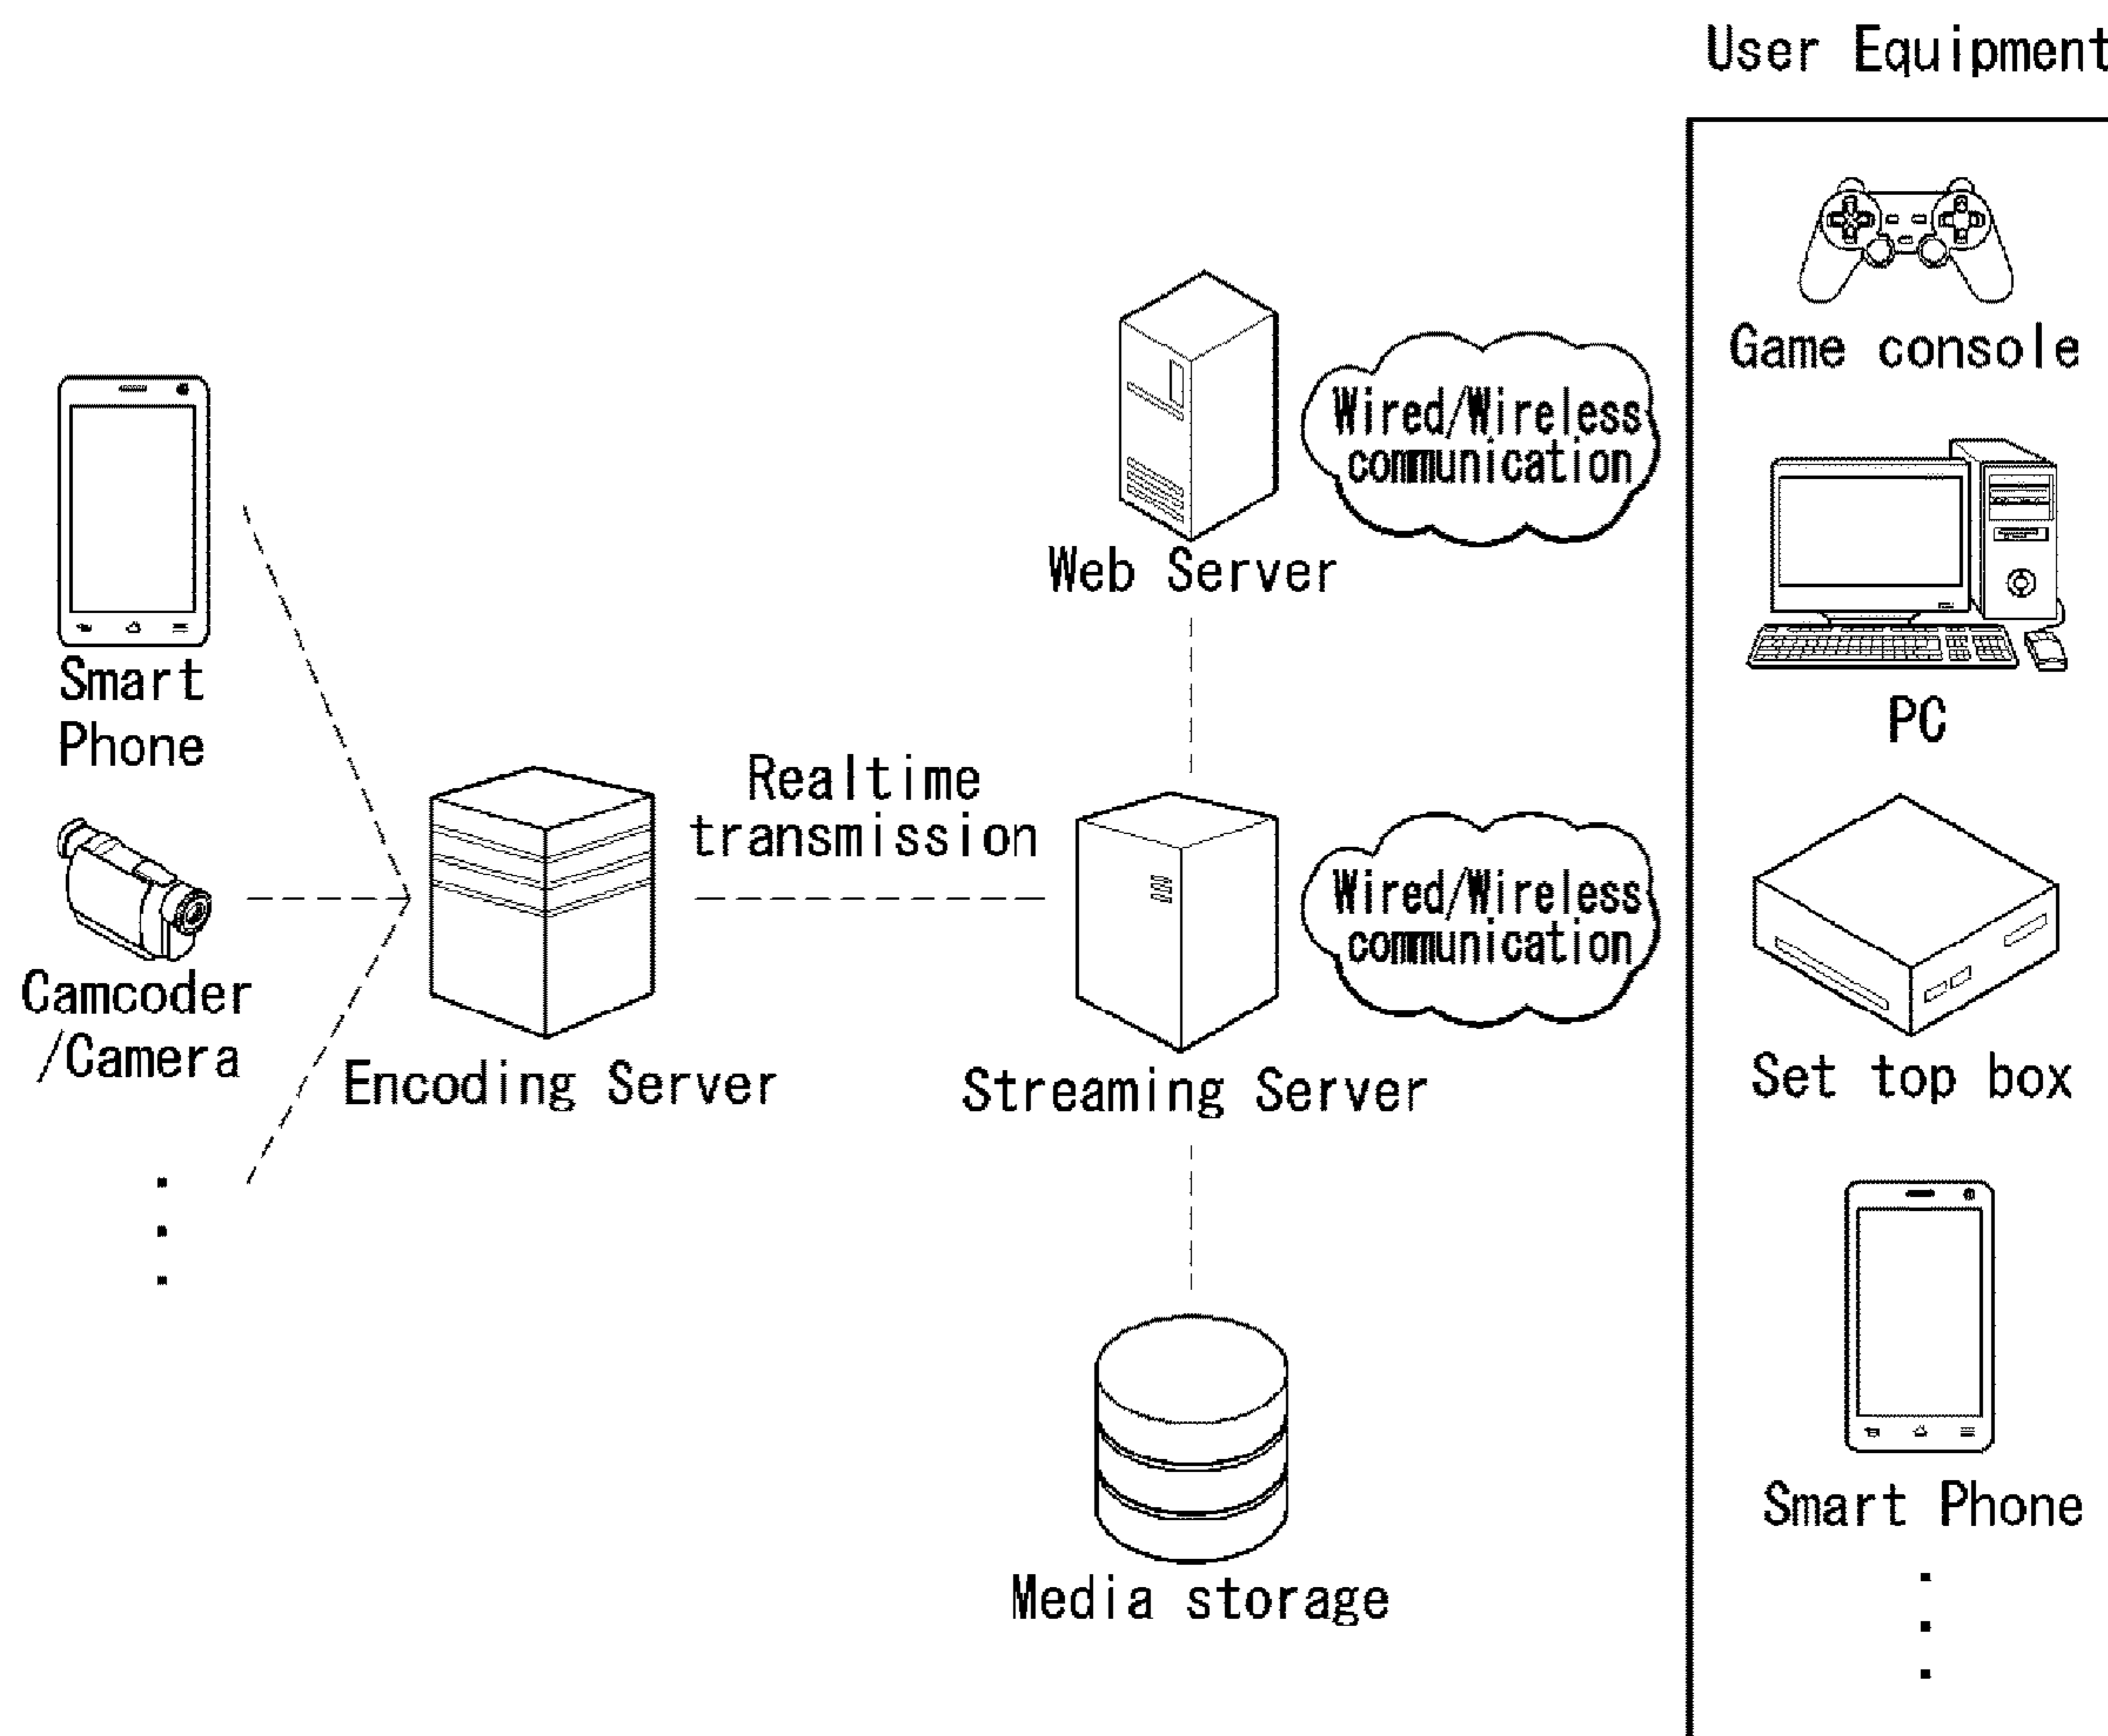 User Equipment
Game console
Wired/Wireless
communication
Web Server
Smart
Phone
PC
Realtime
transmission
Wired/Wireless
communication
Camcoder
/Camera
Encoding Server
Streaming Server
Set top box
Smart Phone
Media storage